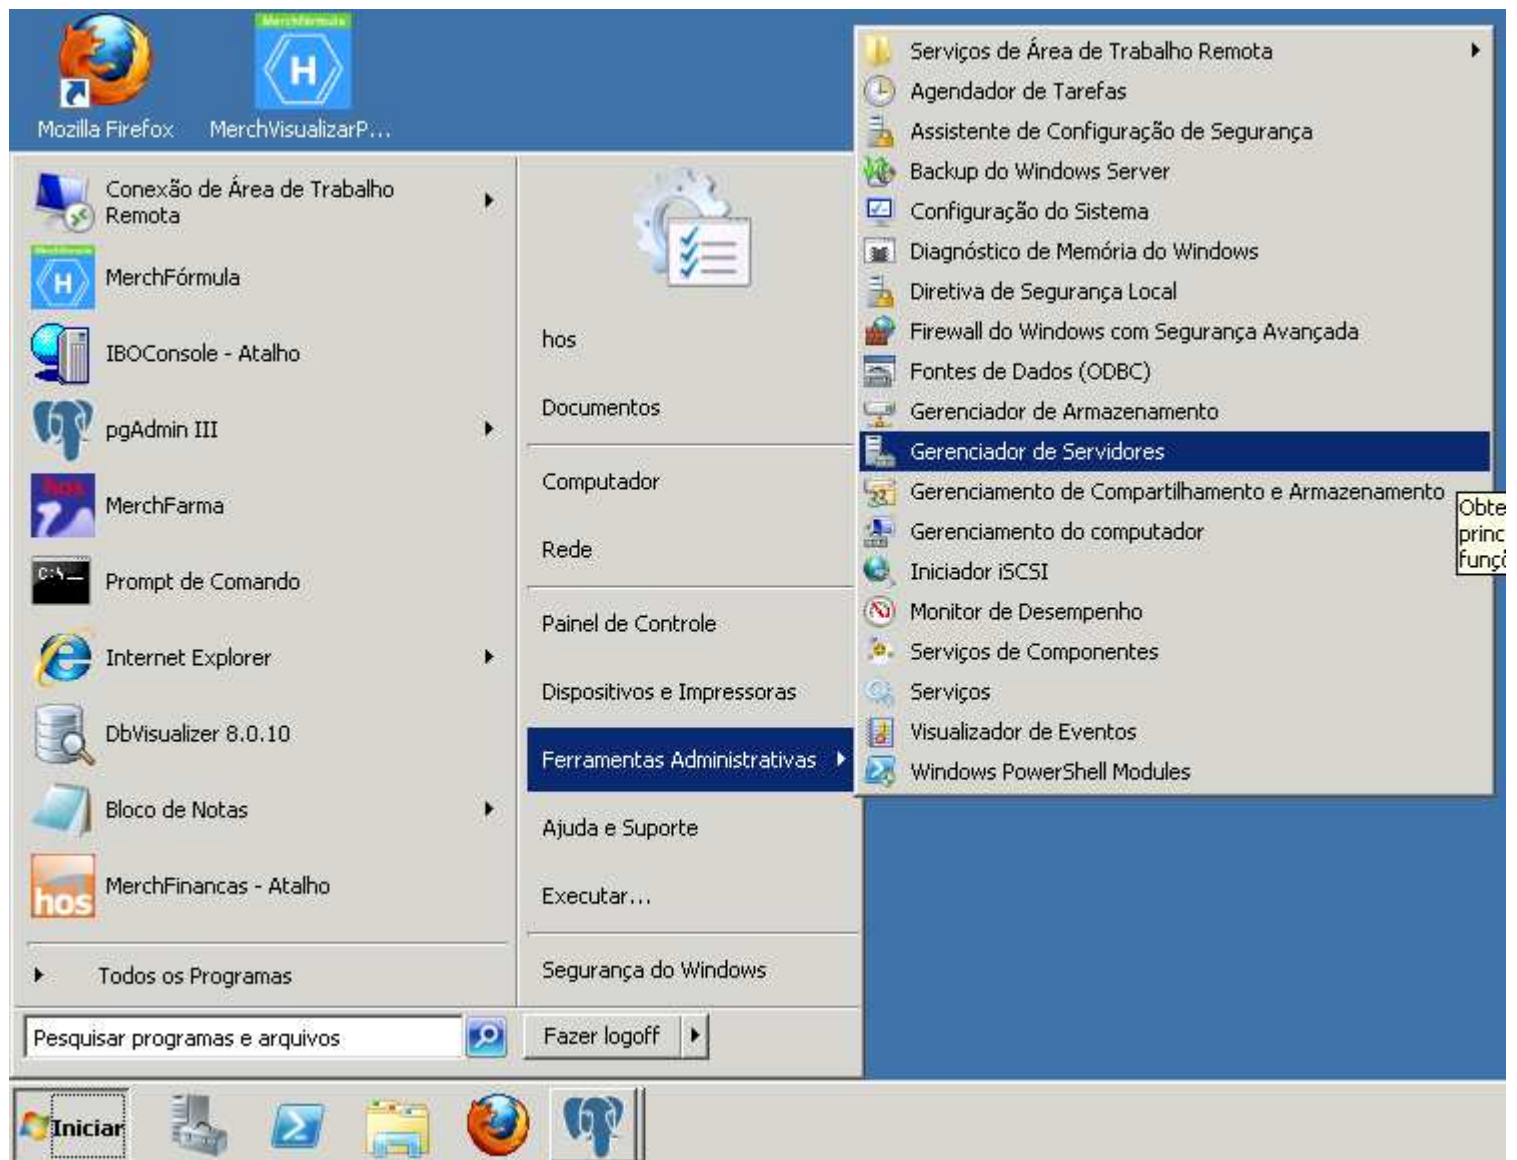 MerchFórmula
H
Mozilla Firefox
MerchVisualizarP...
Conexão de Área de Trabalho
Remota
H
MerchFórmula
IBOConsole - Atalho
pgAdmin III
hos
MerchFarma
C:\
Prompt de Comando
Internet Explorer
DbVisualizer 8.0.10
Bloco de Notas
hos
MerchFinancas - Atalho
Todos os Programas
Pesquisar programas e arquivos
hos
Documentos
Computador
Rede
Painel de Controle
Dispositivos e Impressoras
Ferramentas Administrativas
Ajuda e Suporte
Executar...
Segurança do Windows
Fazer logoff
Serviços de Área de Trabalho Remota
Agendador de Tarefas
Assistente de Configuração de Segurança
Backup do Windows Server
Configuração do Sistema
Diagnóstico de Memória do Windows
Diretiva de Segurança Local
Firewall do Windows com Segurança Avançada
Fontes de Dados (ODBC)
Gerenciador de Armazenamento
Gerenciador de Servidores
Gerenciamento de Compartilhamento e Armazenamento
Gerenciamento do computador
Iniciador iSCSI
Monitor de Desempenho
Serviços de Componentes
Serviços
Visualizador de Eventos
Windows PowerShell Modules
Obte
princ
funçõ
Iniciar